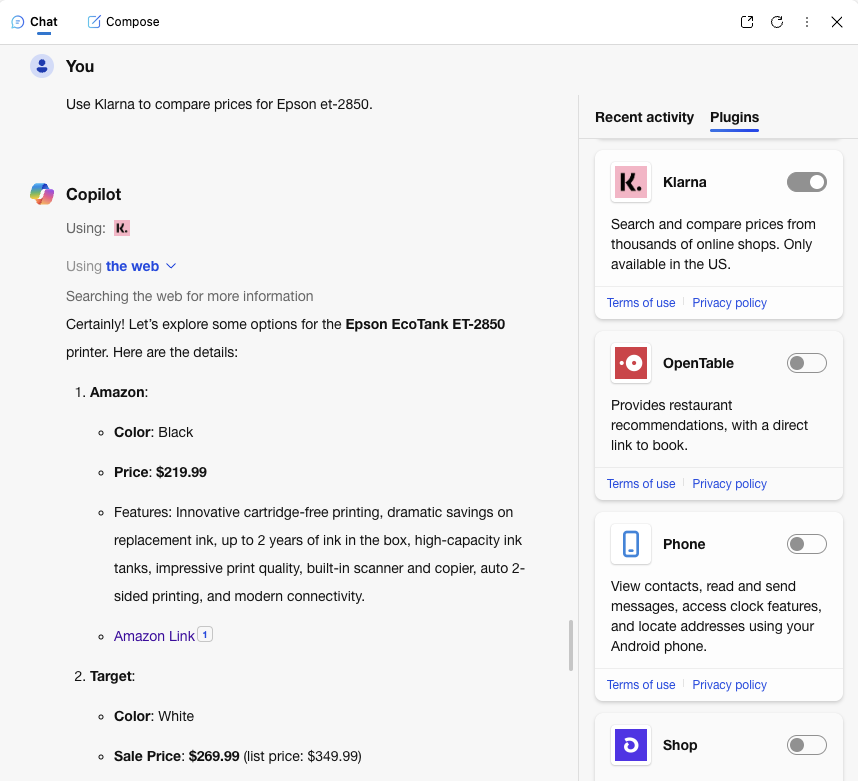 Chat
Compose
You
Use Klarna to compare prices for Epson et-2850.
Copilot
Using: K.
Using the web
Searching the web for more information
Certainly! Let’s explore some options for the Epson EcoTank ET-2850
printer. Here are the details:
1. Amazon:
Color: Black
Price: $219.99
Features: Innovative cartridge-free printing, dramatic savings on
replacement ink, up to 2 years of ink in the box, high-capacity ink
tanks, impressive print quality, built-in scanner and copier, auto 2-
sided printing, and modern connectivity.
Amazon Link 1
2. Target:
Color: White
Sale Price: $269.99 (list price: $349.99)
Recent activity Plugins
K. Klarna
Search and compare prices from
thousands of online shops. Only
available in the US.
Terms of use Privacy policy
OpenTable
Provides restaurant
recommendations, with a direct
link to book.
Terms of use Privacy policy
Phone
View contacts, read and send
messages, access clock features,
and locate addresses using your
Android phone.
Terms of use Privacy policy
Shop